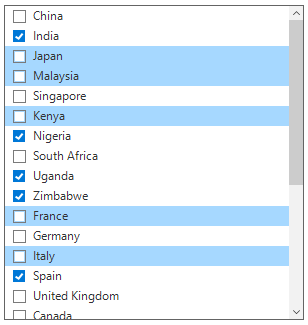 China
India
Japan
Malaysia
Singapore
Kenya
Nigeria
South Africa
Uganda
Zimbabwe
France
Germany
Italy
Spain
United Kingdom
Canada